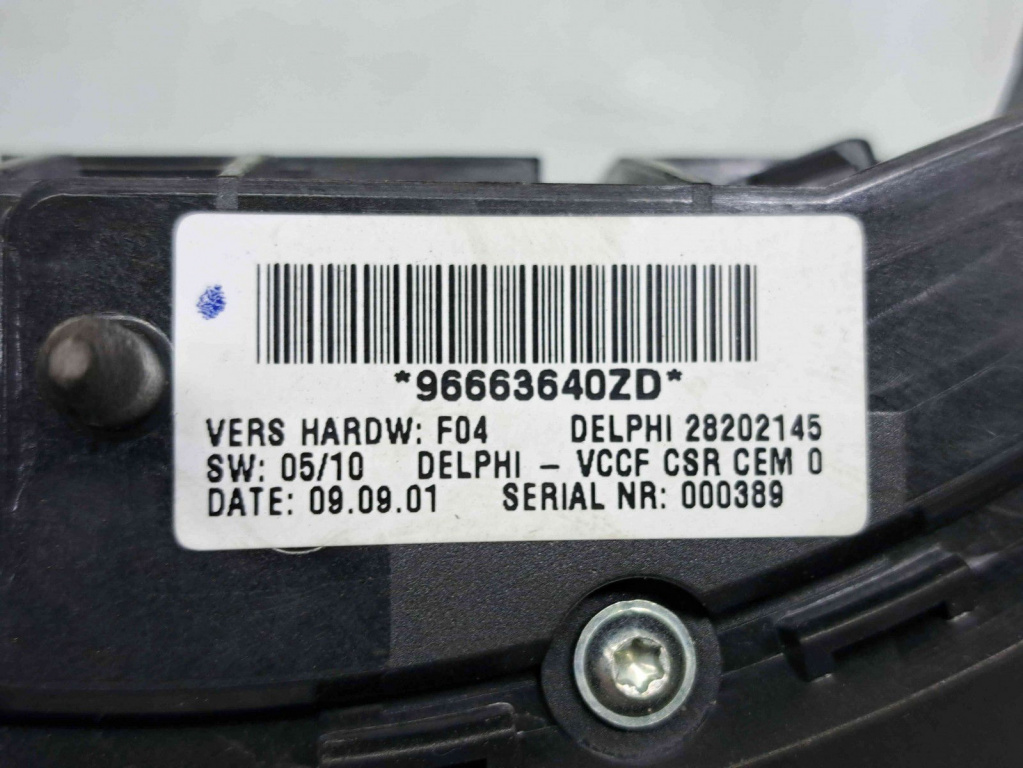 *96663640ZD*
VERS HARDW: F04 DELPHI 28202145
SW: 05/10 DELPHI – VCCF CSR CEM 0
DATE: 09.09.01 SERIAL NR: 000389